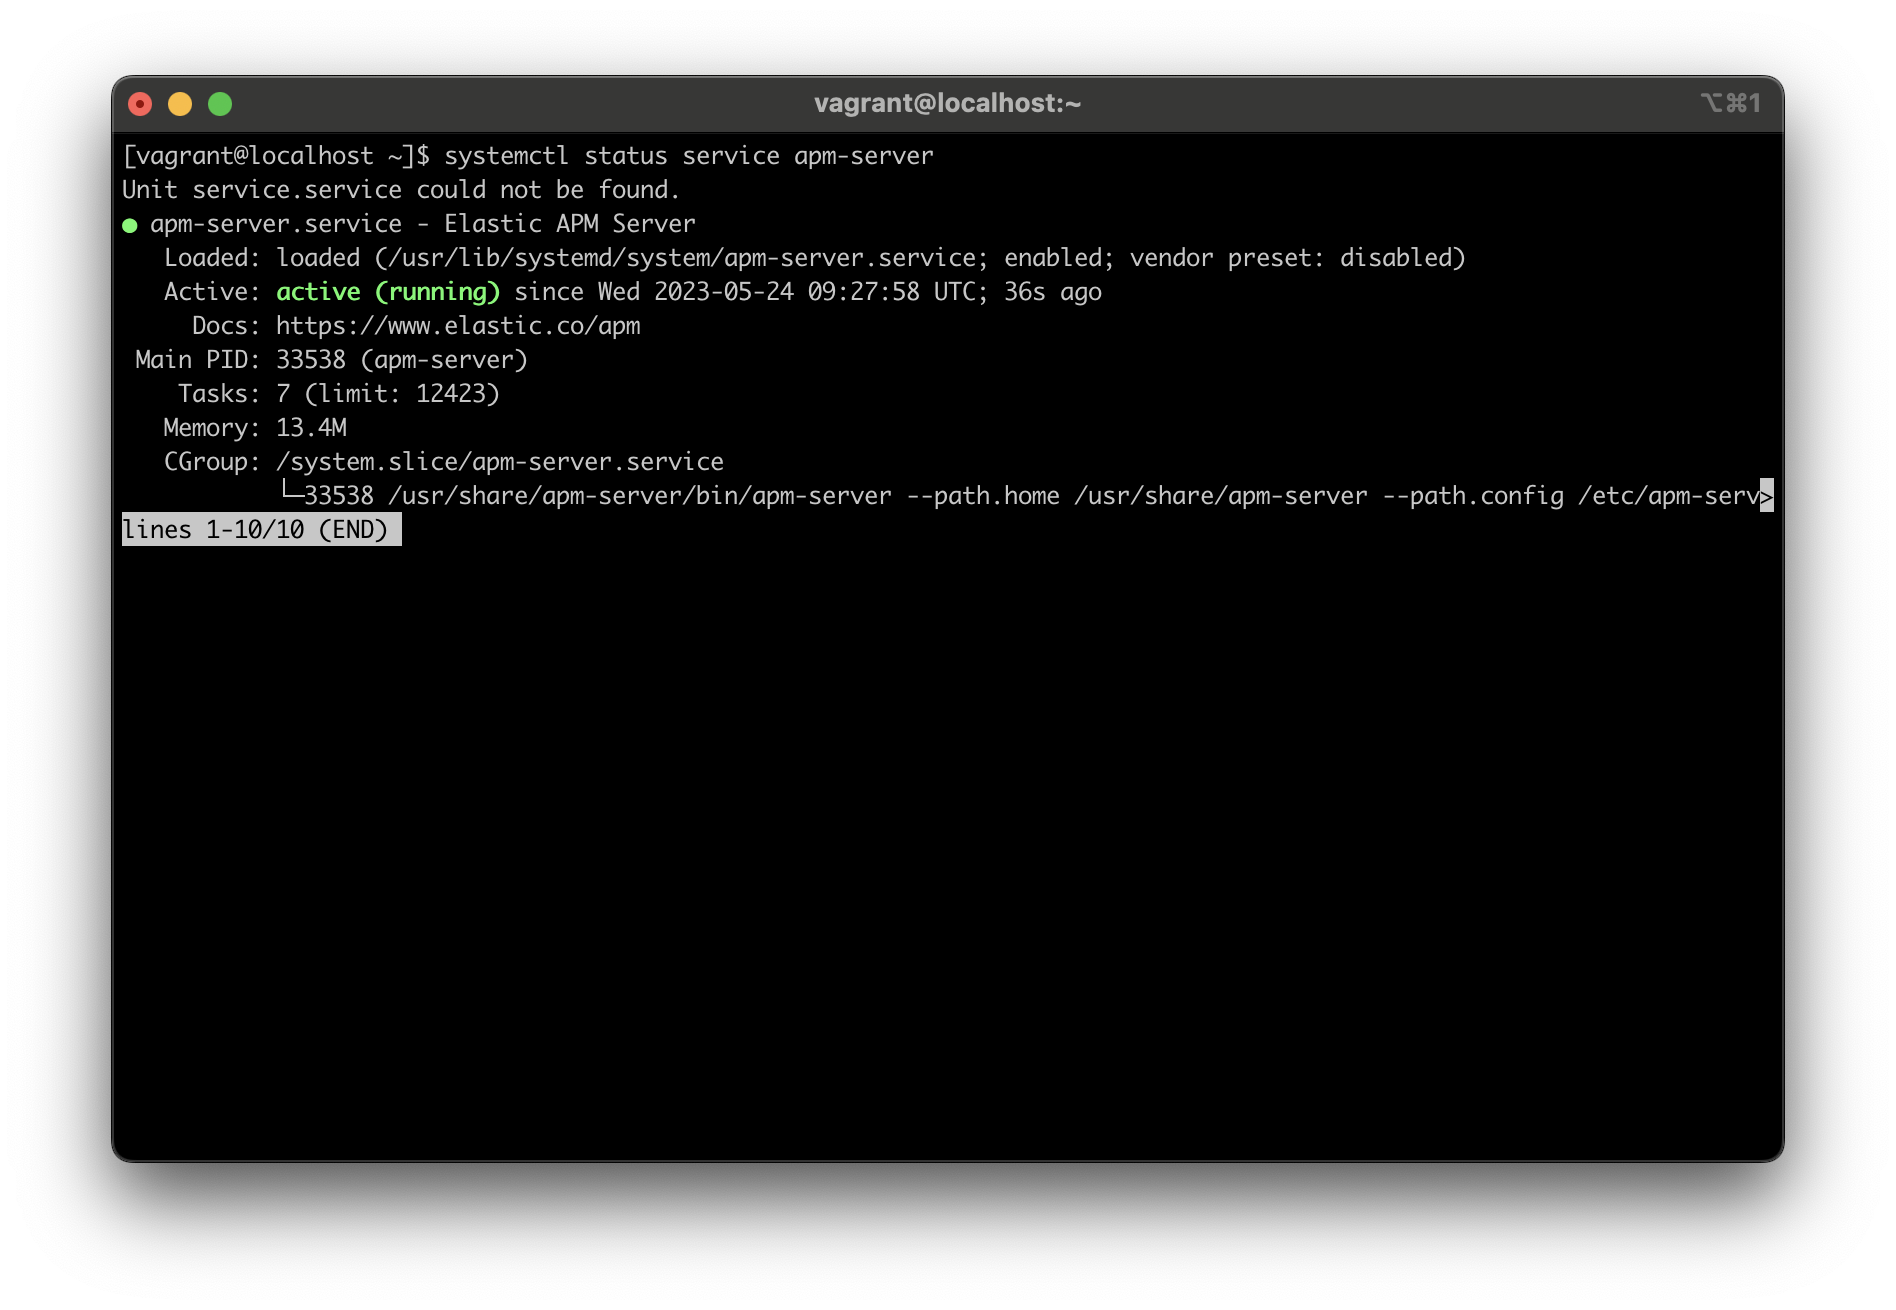 vagrant@localhost:~ ⌥⌘1
[vagrant@localhost ~]$ systemctl status service apm-server
Unit service.service could not be found.
● apm-server.service - Elastic APM Server
   Loaded: loaded (/usr/lib/systemd/system/apm-server.service; enabled; vendor preset: disabled)
   Active: active (running) since Wed 2023-05-24 09:27:58 UTC; 36s ago
     Docs: https://www.elastic.co/apm
 Main PID: 33538 (apm-server)
    Tasks: 7 (limit: 12423)
   Memory: 13.4M
   CGroup: /system.slice/apm-server.service
           └─33538 /usr/share/apm-server/bin/apm-server --path.home /usr/share/apm-server --path.config /etc/apm-serv>
lines 1-10/10 (END)